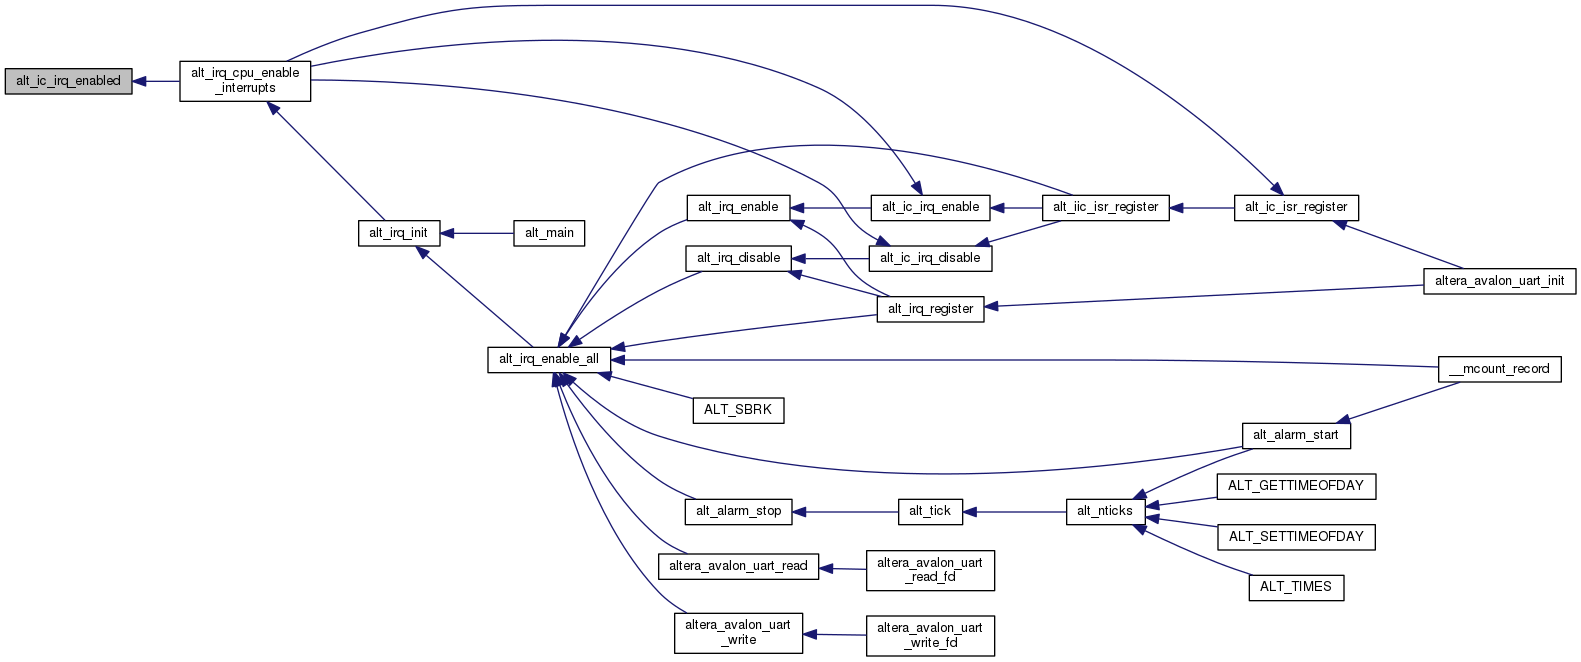 alt_ic_irq_enabled
alt_irq_cpu_enable
_interrupts
alt_irq_init
alt_main
alt_irq_enable_all
alt_irq_enable
alt_irq_disable
alt_ic_irq_enable
alt_ic_irq_disable
alt_irq_register
alt_iic_isr_register
alt_ic_isr_register
altera_avalon_uart_init
__mcount_record
ALT_SBRK
alt_alarm_start
alt_alarm_stop
alt_tick
alt_nticks
ALT_GETTIMEOFDAY
ALT_SETTIMEOFDAY
ALT_TIMES
altera_avalon_uart_read
altera_avalon_uart
_read_fd
altera_avalon_uart
_write
altera_avalon_uart
_write_fd